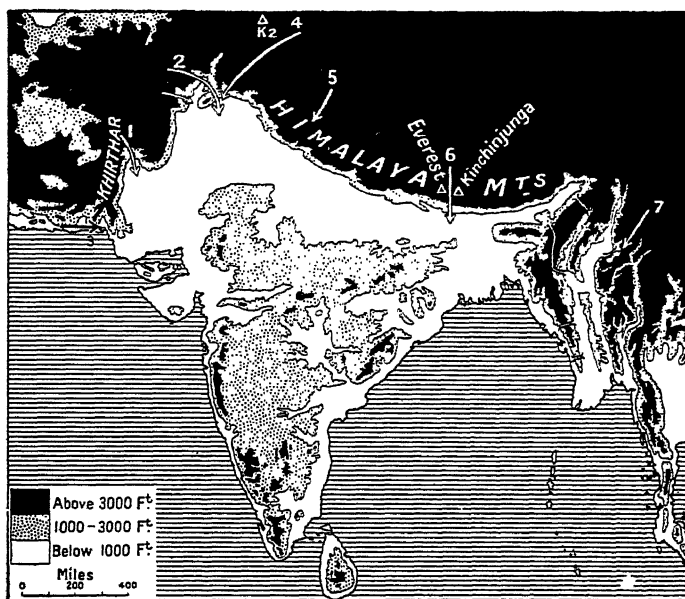 K2
4
2
5
HIMALAYA MTS
Everest
Kinchinjunga
1
KHIRTHAR
6
7
3
Above 3000 Ft.
1000-3000 Ft.
Below 1000 Ft.
Miles
0 200 400